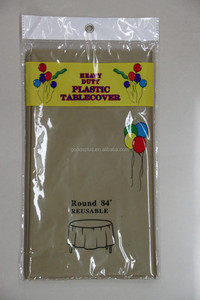 HEAVY
DUTY
PLASTIC
TABLECOVER
Round 84"
REUSABLE